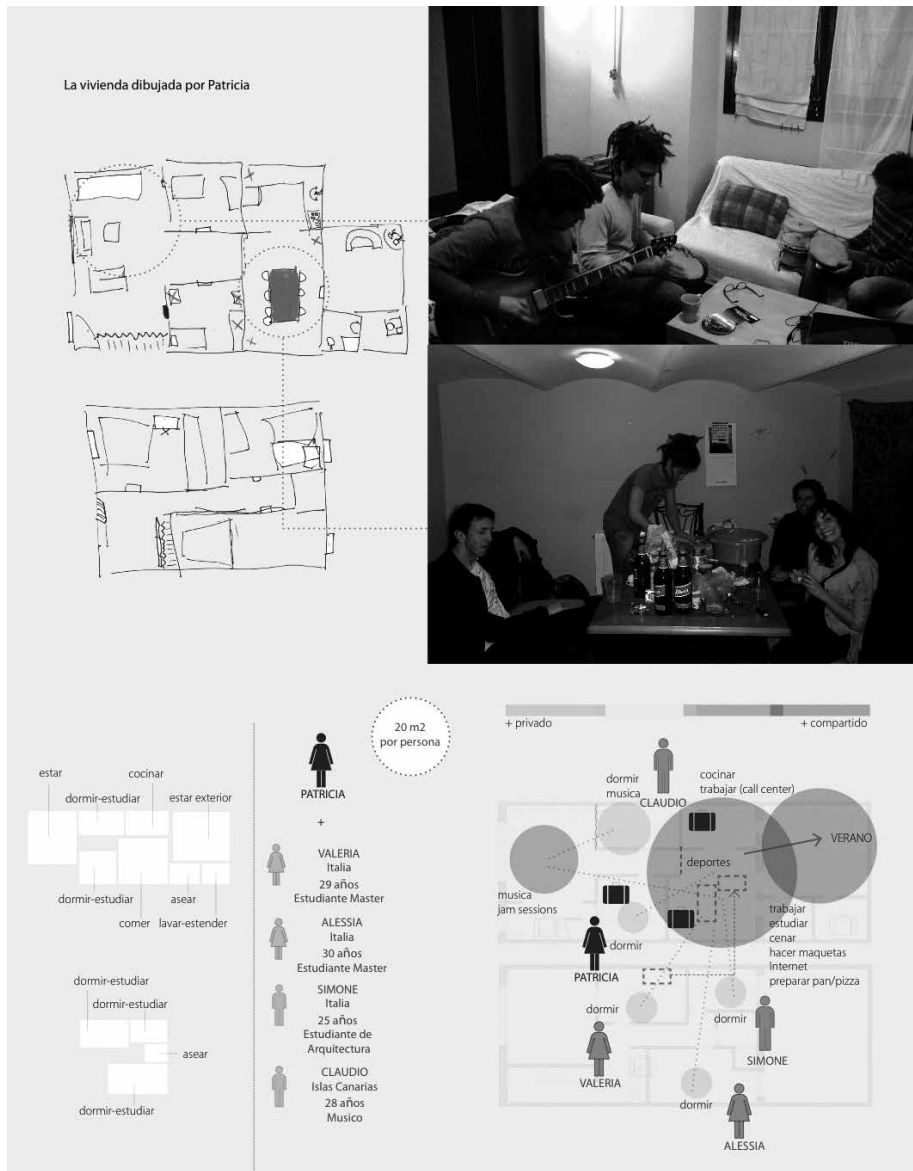 La vivienda dibujada por Patricia
20 m2
por persona
PATRICIA
+
VALERIA
Italia
29 años
Estudiante Master
ALESSIA
Italia
30 años
Estudiante Master
SIMONE
Italia
25 años
Estudiante de
Arquitectura
CLAUDIO
Islas Canarias
28 años
Musico
estar
cocinar
dormir-estudiar
estar exterior
dormir-estudiar
asear
comer
lavar-estender
dormir-estudiar
dormir-estudiar
asear
dormir-estudiar
+ privado
+ compartido
dormir
musica
CLAUDIO
cocinar
trabajar (call center)
VERANO
deportes
musica
jam sessions
dormir
PATRICIA
trabajar
estudiar
cenar
hacer maquetas
Internet
preparar pan/pizza
dormir
VALERIA
dormir
SIMONE
dormir
ALESSIA